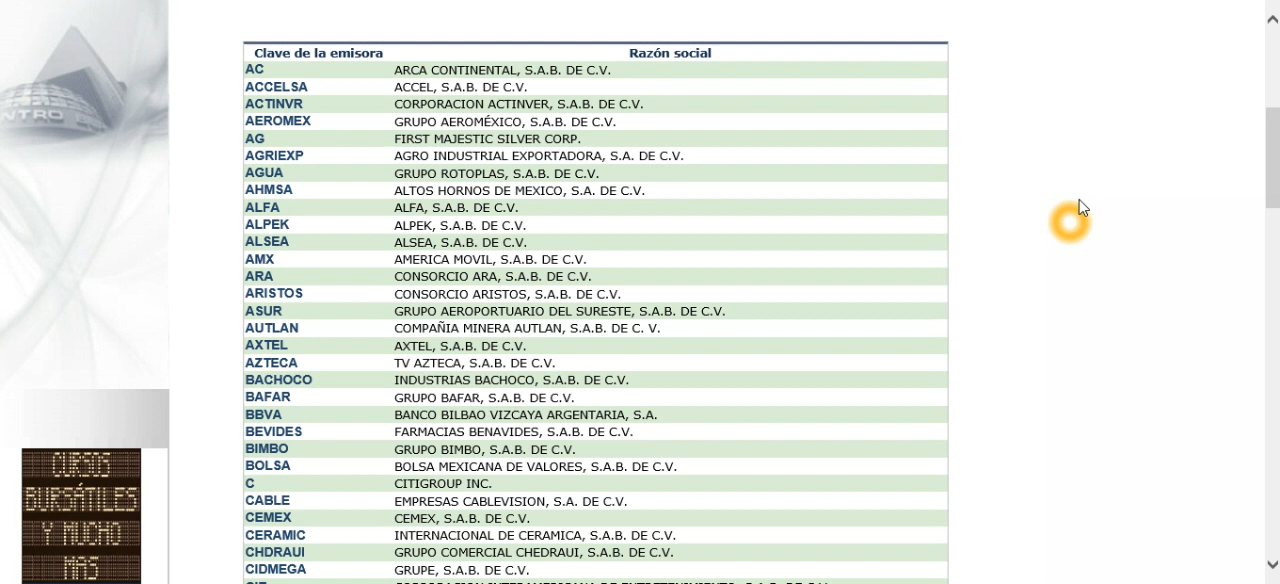 NTRO
Clave de la emisora Razón social
AC ARCA CONTINENTAL, S.A.B. DE C.V.
ACCELSA ACCEL, S.A.B. DE C.V.
ACTINVR CORPORACION ACTINVER, S.A.B. DE C.V.
AEROMEX GRUPO AEROMÉXICO, S.A.B. DE C.V.
AG FIRST MAJESTIC SILVER CORP.
AGRIEXP AGRO INDUSTRIAL EXPORTADORA, S.A. DE C.V.
AGUA GRUPO ROTOPLAS, S.A.B. DE C.V.
AHMSA ALTOS HORNOS DE MEXICO, S.A. DE C.V.
ALFA ALFA, S.A.B. DE C.V.
ALPEK ALPEK, S.A.B. DE C.V.
ALSEA ALSEA, S.A.B. DE C.V.
AMX AMERICA MOVIL, S.A.B. DE C.V.
ARA CONSORCIO ARA, S.A.B. DE C.V.
ARISTOS CONSORCIO ARISTOS, S.A.B. DE C.V.
ASUR GRUPO AEROPORTUARIO DEL SURESTE, S.A.B. DE C.V.
AUTLAN COMPAÑIA MINERA AUTLAN, S.A.B. DE C. V.
AXTEL AXTEL, S.A.B. DE C.V.
AZTECA TV AZTECA, S.A.B. DE C.V.
BACHOCO INDUSTRIAS BACHOCO, S.A.B. DE C.V.
BAFAR GRUPO BAFAR, S.A.B. DE C.V.
BBVA BANCO BILBAO VIZCAYA ARGENTARIA, S.A.
BEVIDES FARMACIAS BENAVIDES, S.A.B. DE C.V.
BIMBO GRUPO BIMBO, S.A.B. DE C.V.
BOLSA BOLSA MEXICANA DE VALORES, S.A.B. DE C.V.
C CITIGROUP INC.
CABLE EMPRESAS CABLEVISION, S.A. DE C.V.
CEMEX CEMEX, S.A.B. DE C.V.
CERAMIC INTERNACIONAL DE CERAMICA, S.A.B. DE C.V.
CHDRAUI GRUPO COMERCIAL CHEDRAUI, S.A.B. DE C.V.
CIDMEGA GRUPE, S.A.B. DE C.V.
CURSOS
BURSÁTILES
Y MUCHO
MÁS